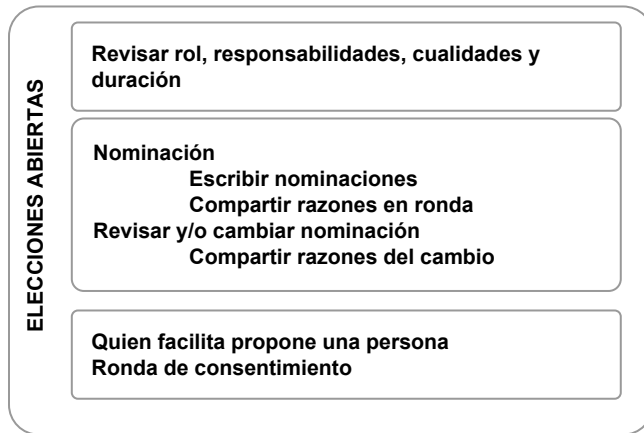 ELECCIONES ABIERTAS
Revisar rol, responsabilidades, cualidades y
duración
Nominación
Escribir nominaciones
Compartir razones en ronda
Revisar y/o cambiar nominación
Compartir razones del cambio
Quien facilita propone una persona
Ronda de consentimiento